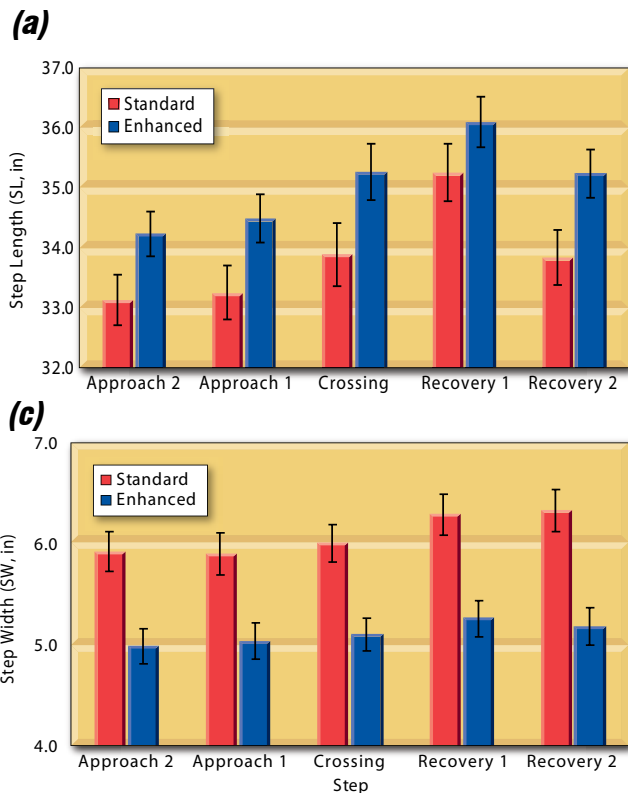 (a)
37.0
Standard
Enhanced
36.0
35.0
34.0
33.0
32.0
Step Length (SL, in)
Approach 2 Approach 1 Crossing Recovery 1 Recovery 2
(c)
7.0
Standard
Enhanced
6.0
5.0
4.0
Step Width (SW, in)
Approach 2 Approach 1 Crossing Recovery 1 Recovery 2
Step